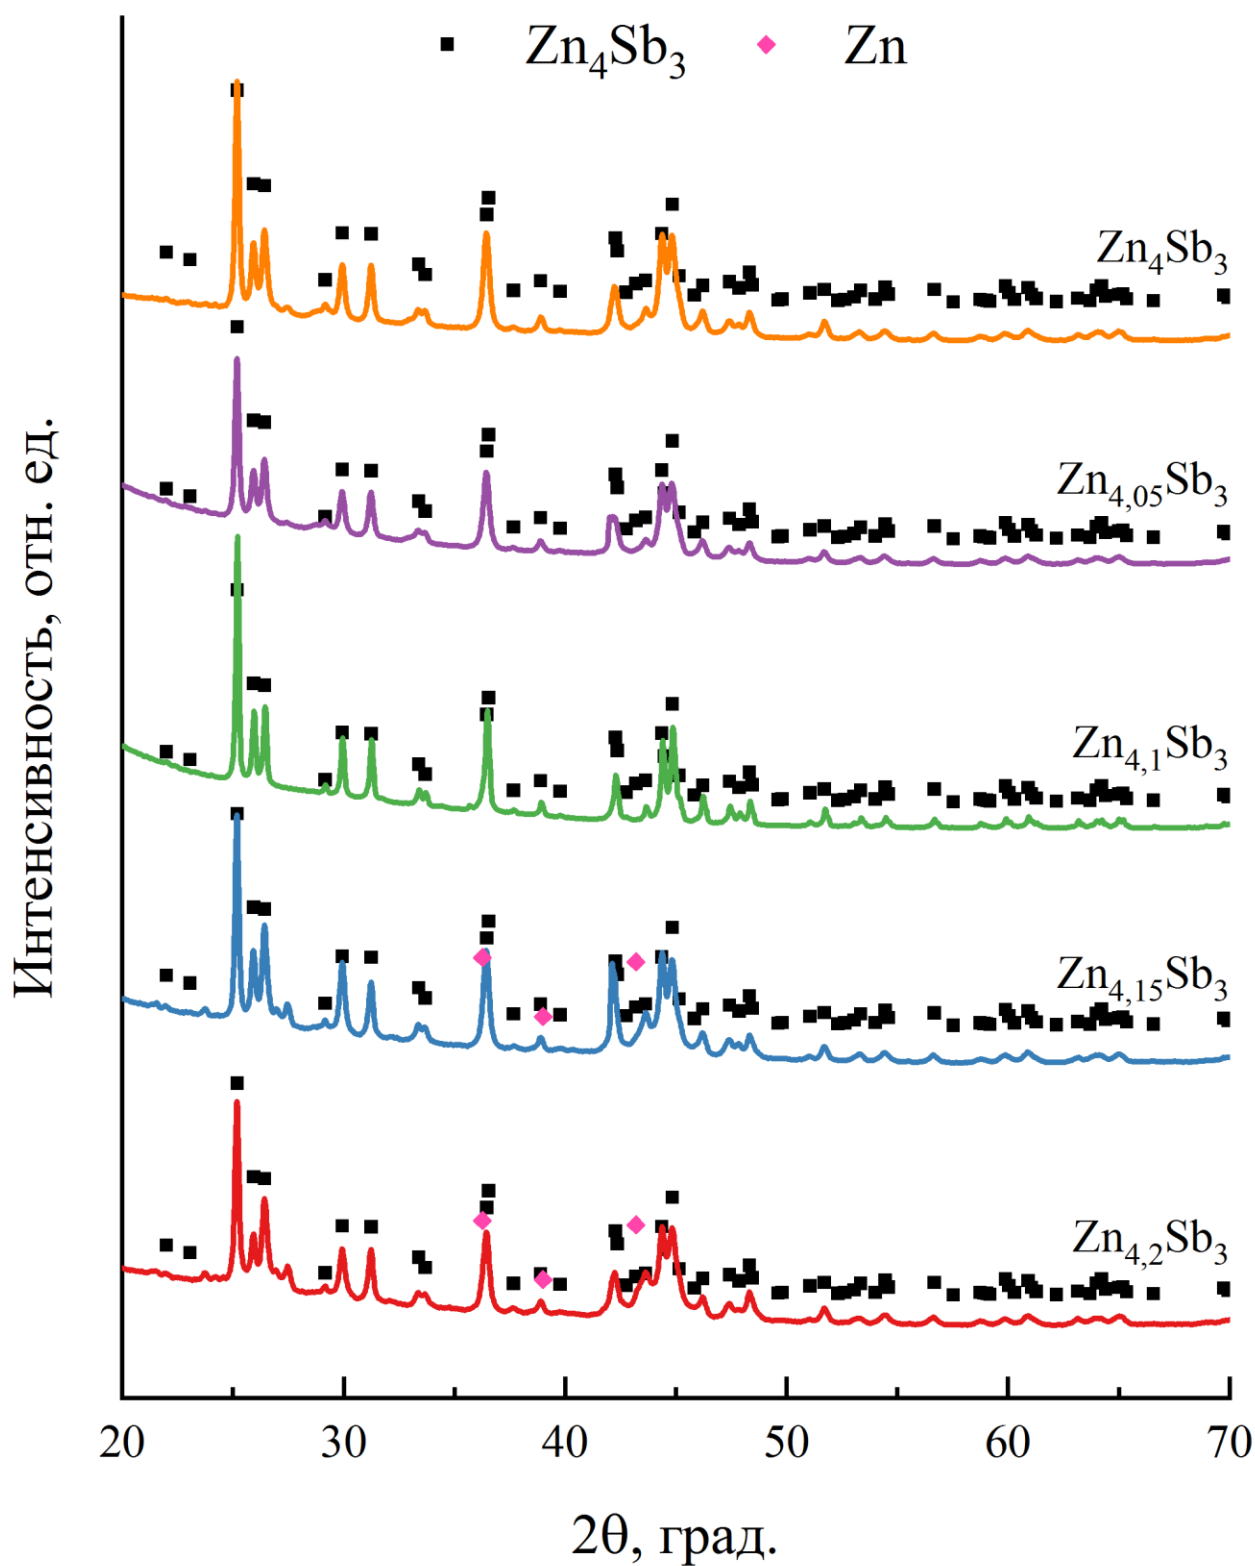 Zn₄Sb₃ Zn
Zn₄Sb₃
Zn₄,₀₅Sb₃
Zn₄,₁Sb₃
Zn₄,₁₅Sb₃
Zn₄,₂Sb₃
Интенсивность, отн. ед.
20 30 40 50 60 70
2θ, град.